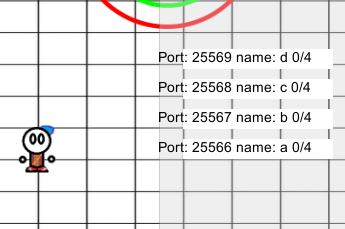 Port: 25569 name: d 0/4
Port: 25568 name: c 0/4
Port: 25567 name: b 0/4
Port: 25566 name: a 0/4